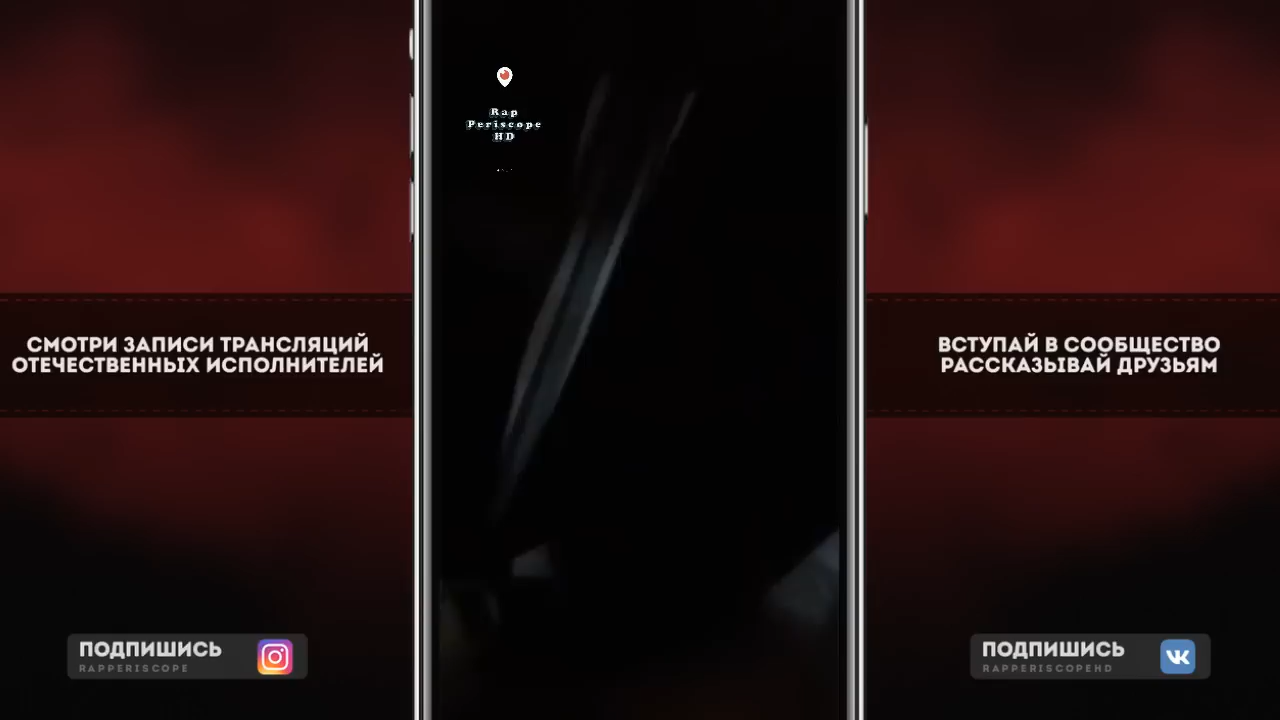 Rap
Periscope
HD
СМОТРИ ЗАПИСИ ТРАНСЛЯЦИЙ
ОТЕЧЕСТВЕННЫХ ИСПОЛНИТЕЛЕЙ
ВСТУПАЙ В СООБЩЕСТВО
РАССКАЗЫВАЙ ДРУЗЬЯМ
ПОДПИШИСЬ
RAPPERISCOPE
ПОДПИШИСЬ
RAPPERISCOPEHD